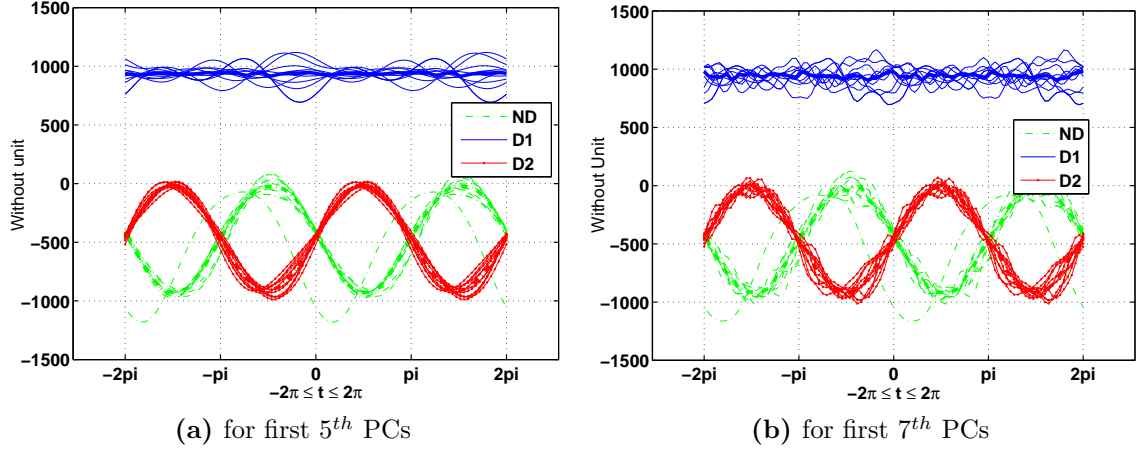 1500
1000
500
0
−500
−1000
−1500
Without Unit
ND
D1
D2
−2pi
−pi
0
pi
2pi
−2π ≤ t ≤ 2π
(a) for first 5th PCs
1500
1000
500
0
−500
−1000
−1500
Without Unit
ND
D1
D2
−2pi
−pi
0
pi
2pi
−2π ≤ t ≤ 2π
(b) for first 7th PCs